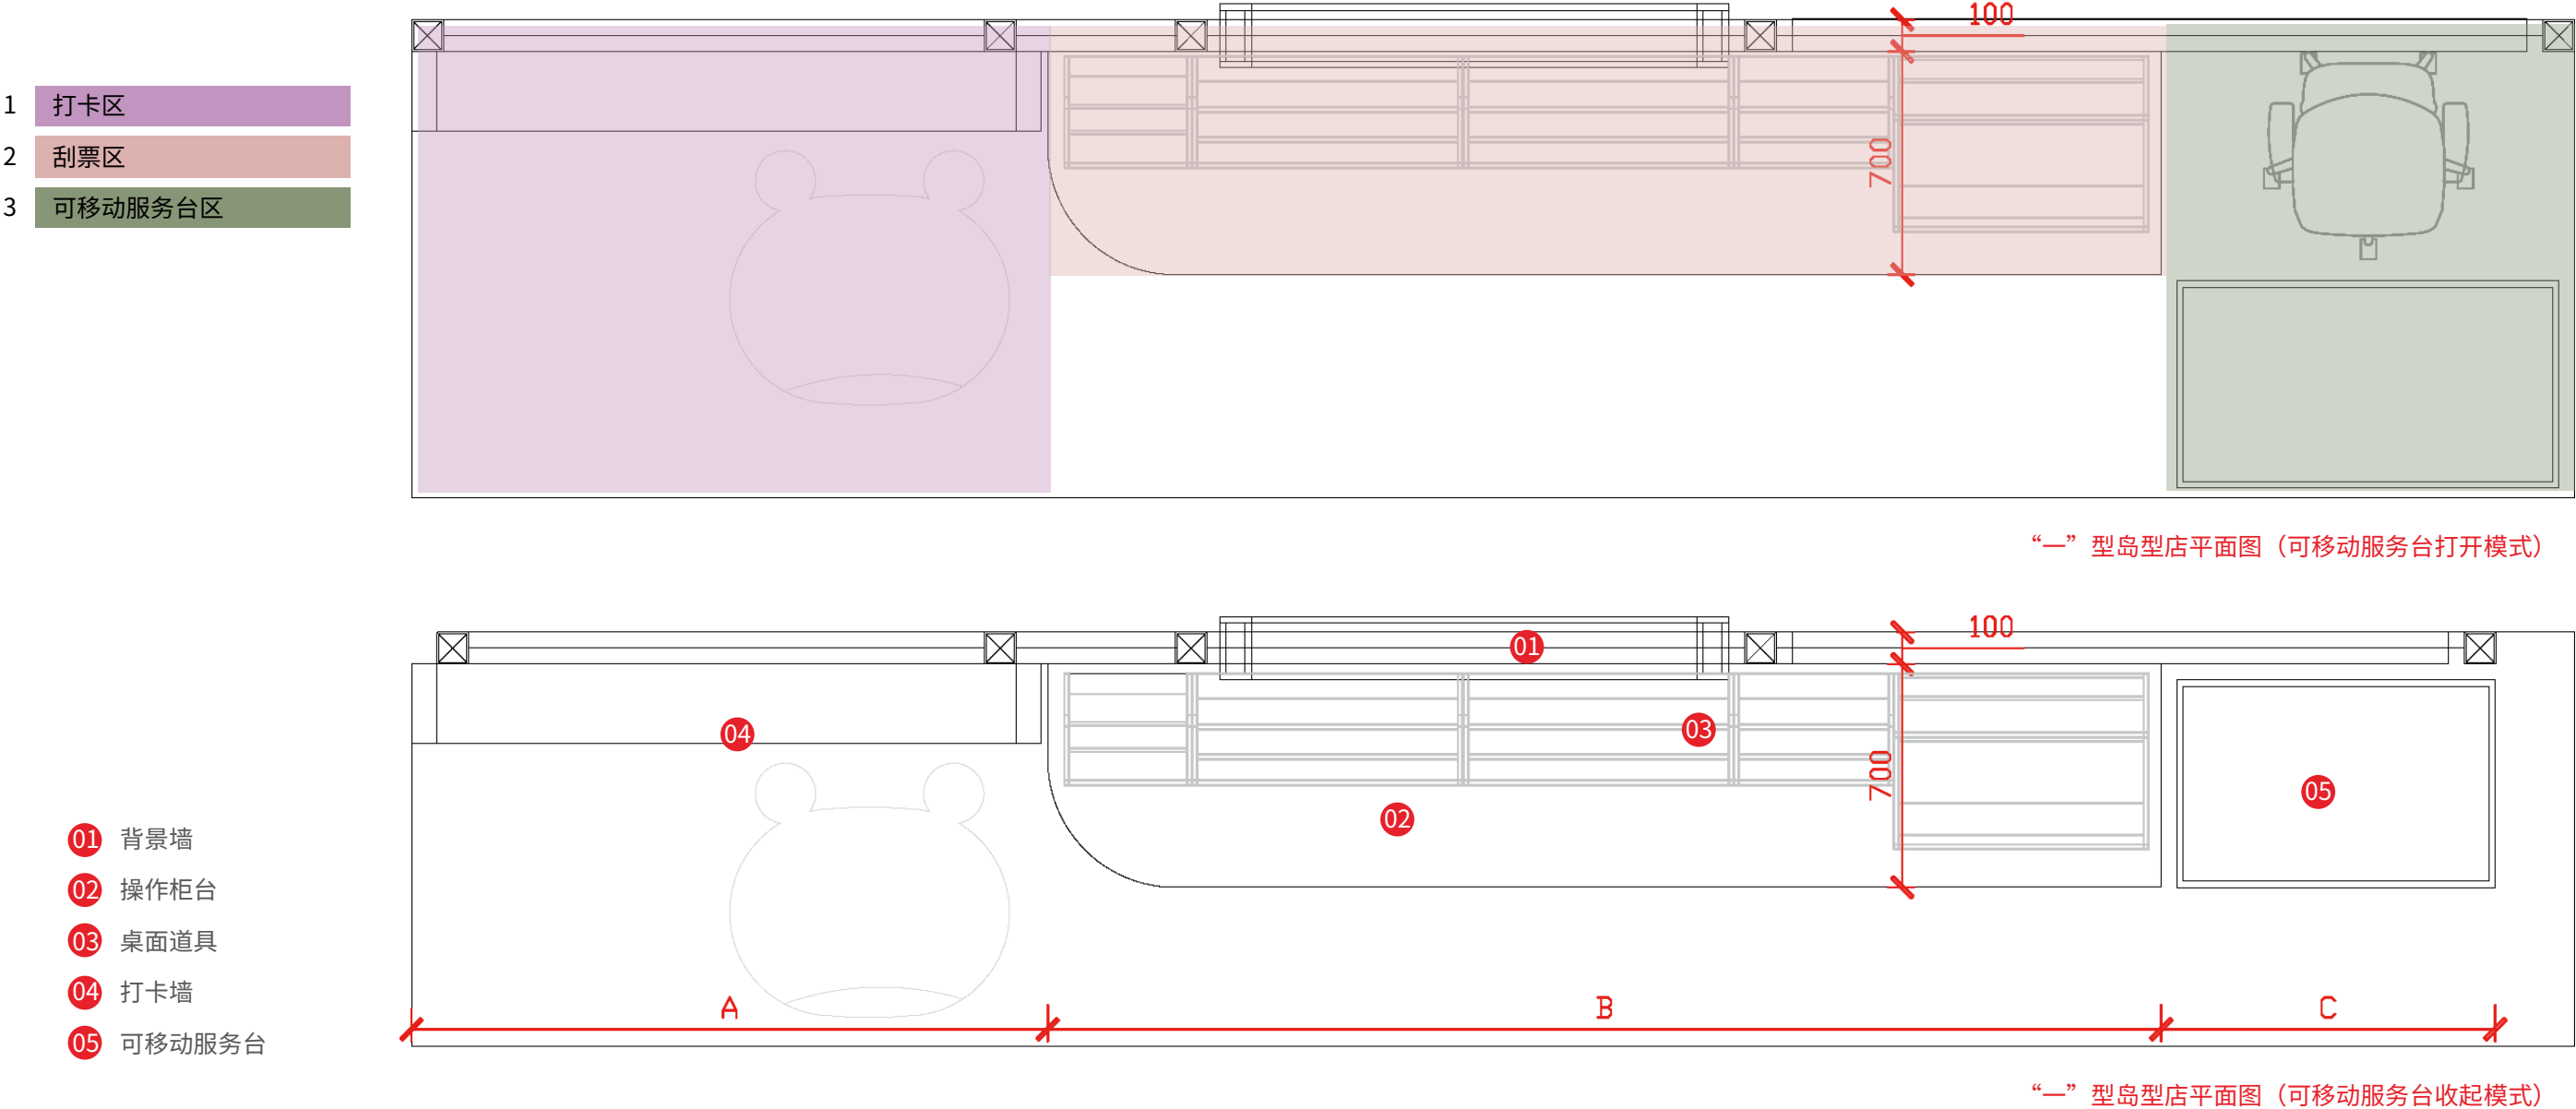 100
1 打卡区
2 刮票区
3 可移动服务台区
700
“一”型岛型店平面图（可移动服务台打开模式）
100
01
04
03
05
700
02
01 背景墙
02 操作柜台
03 桌面道具
04 打卡墙
05 可移动服务台
A B C
“一”型岛型店平面图（可移动服务台收起模式）